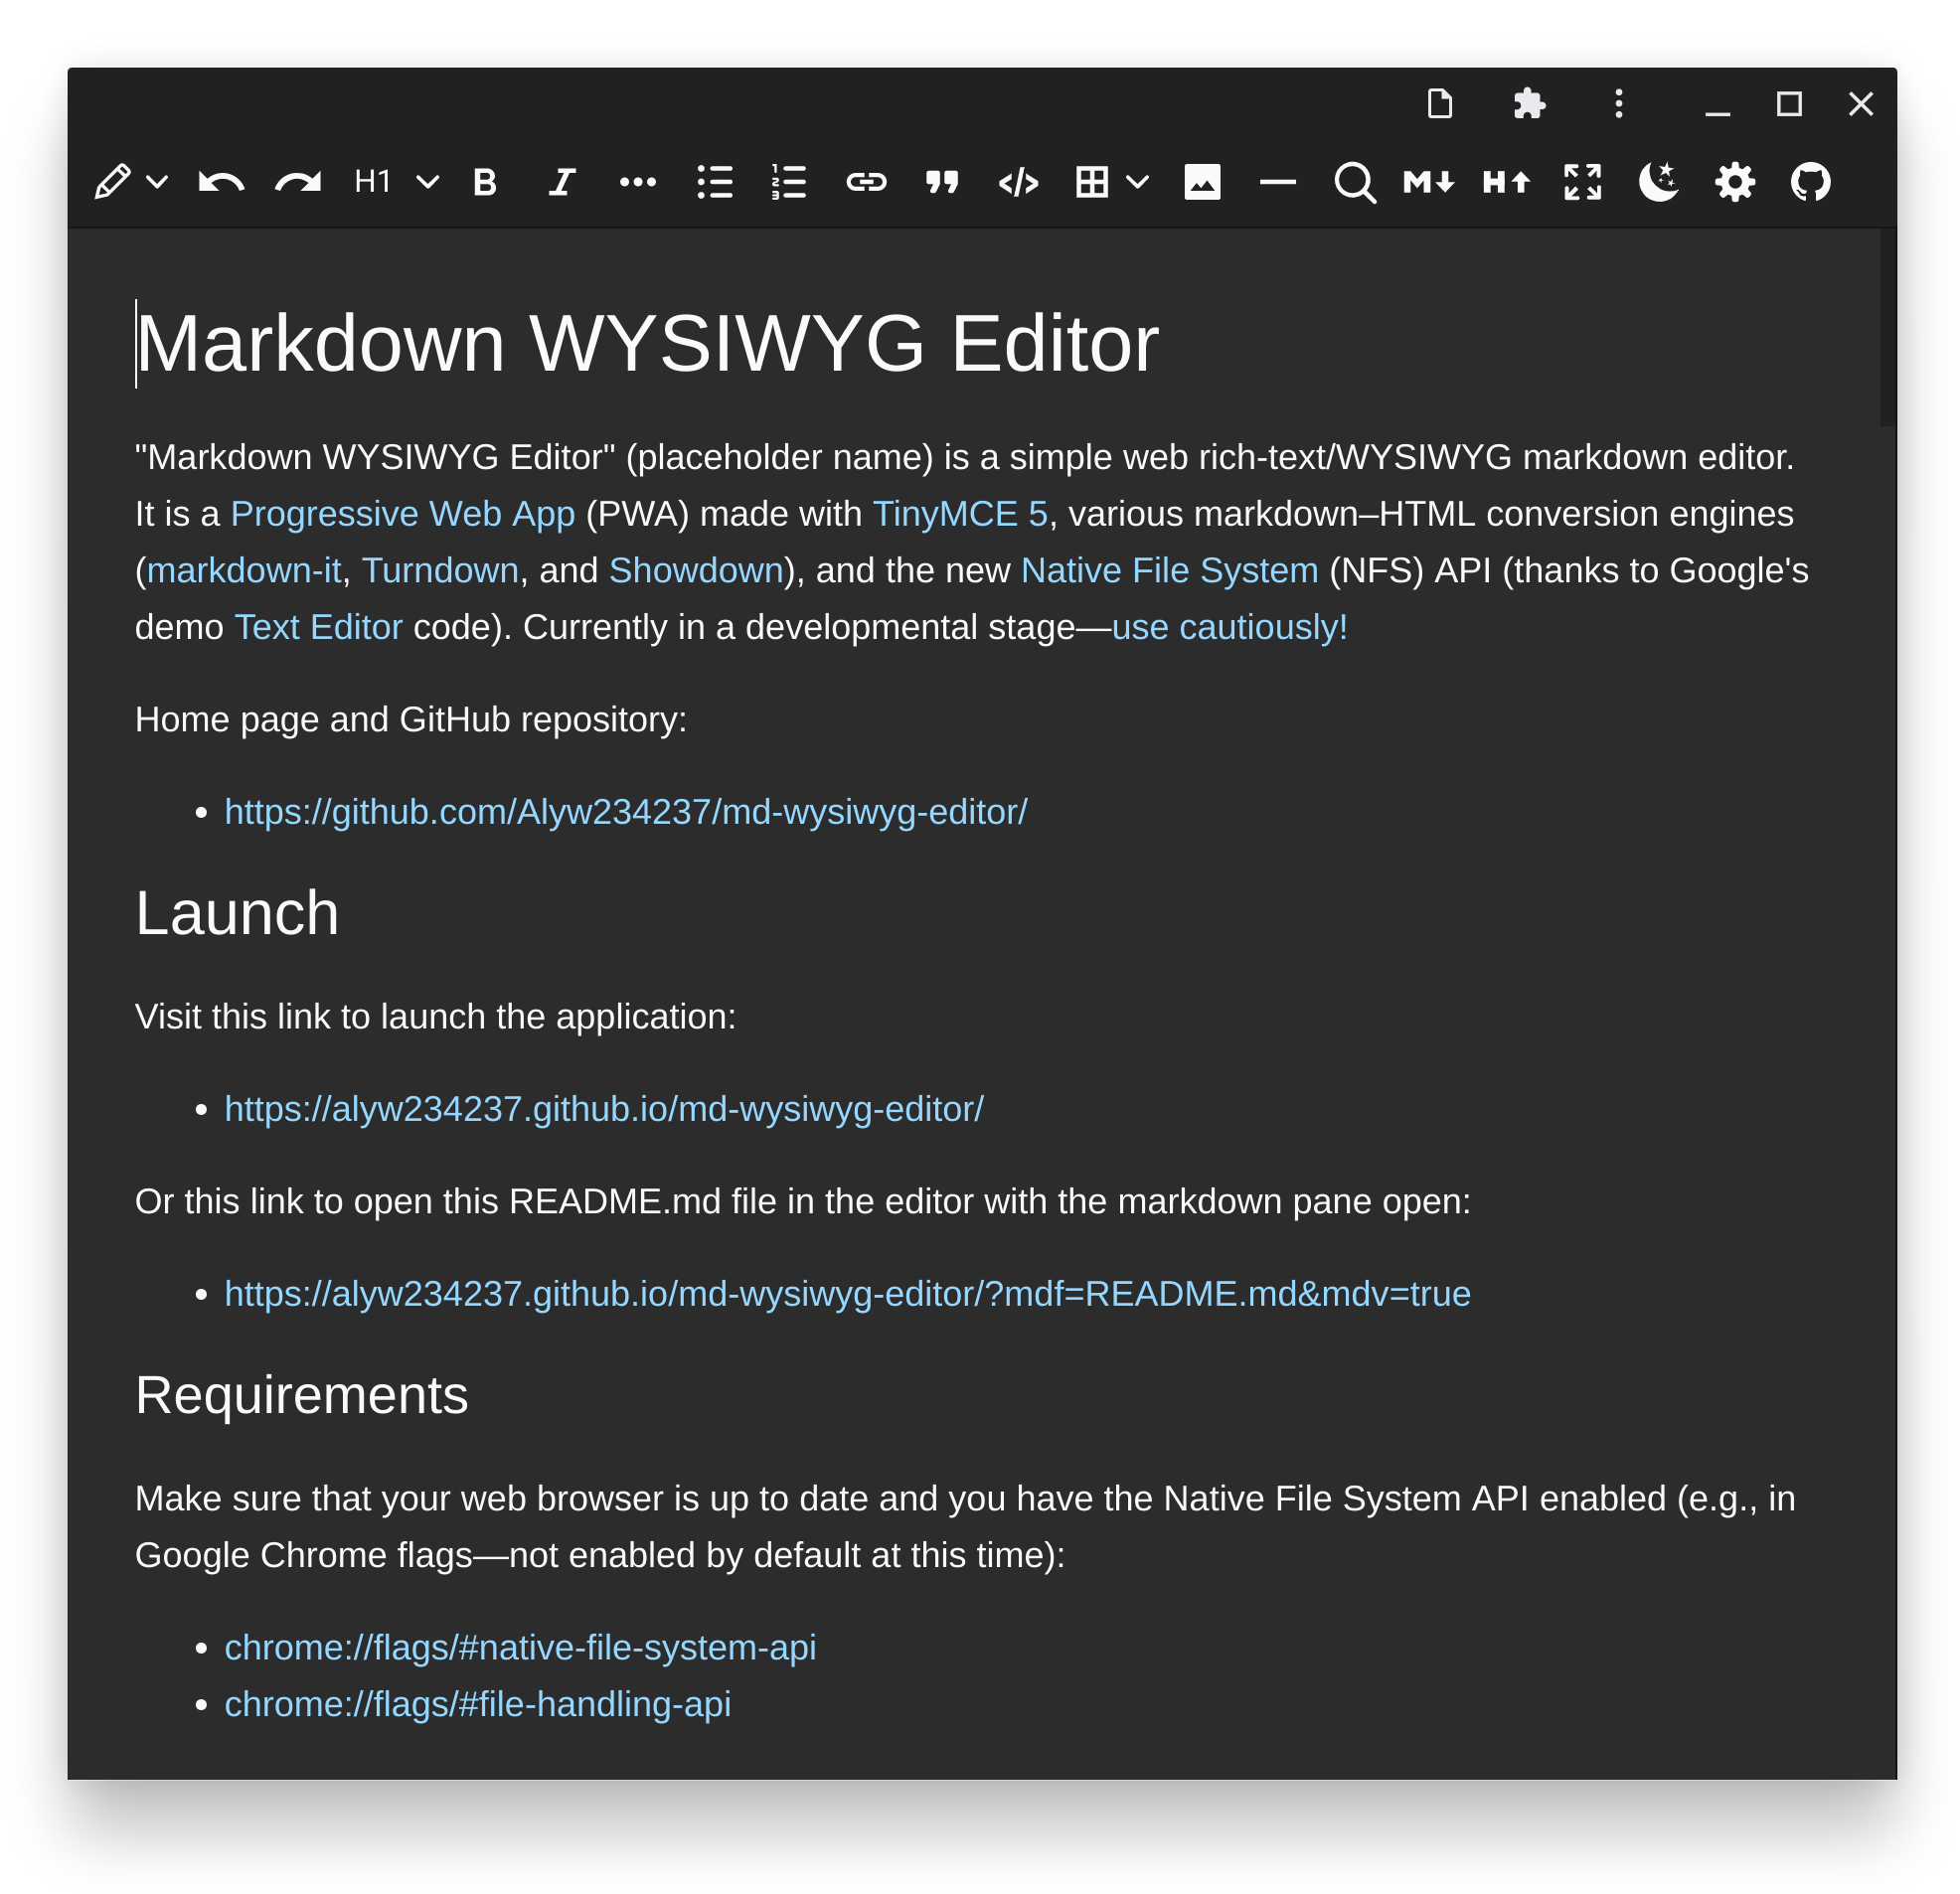 H1
B
I
1
2
3
M
H
Markdown WYSIWYG Editor
"Markdown WYSIWYG Editor" (placeholder name) is a simple web rich-text/WYSIWYG markdown editor.
It is a Progressive Web App (PWA) made with TinyMCE 5, various markdown–HTML conversion engines
(markdown-it, Turndown, and Showdown), and the new Native File System (NFS) API (thanks to Google's
demo Text Editor code). Currently in a developmental stage—use cautiously!
Home page and GitHub repository:
• https://github.com/Alyw234237/md-wysiwyg-editor/
Launch
Visit this link to launch the application:
• https://alyw234237.github.io/md-wysiwyg-editor/
Or this link to open this README.md file in the editor with the markdown pane open:
• https://alyw234237.github.io/md-wysiwyg-editor/?mdf=README.md&mdv=true
Requirements
Make sure that your web browser is up to date and you have the Native File System API enabled (e.g., in
Google Chrome flags—not enabled by default at this time):
• chrome://flags/#native-file-system-api
• chrome://flags/#file-handling-api